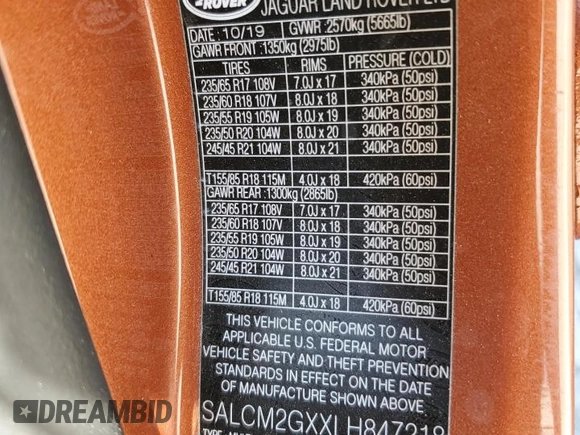 ROVER
JAGUAR LAND ROVER LTD
DATE: 10/19 GVWR :2570kg (5665lb)
GAWR FRONT :1350kg (2975lb)
TIRES RIMS PRESSURE (COLD)
235/65 R17 108V 7.0J x 17 340kPa (50psi)
235/60 R18 107V 8.0J x 18 340kPa (50psi)
235/55 R19 105W 8.0J x 19 340kPa (50psi)
235/50 R20 104W 8.0J x 20 340kPa (50psi)
245/45 R21 104W 8.0J x 21 340kPa (50psi)
T155/85 R18 115M 4.0J x 18 420kPa (60psi)
GAWR REAR :1300kg (2865lb)
235/65 R17 108V 7.0J x 17 340kPa (50psi)
235/60 R18 107V 8.0J x 18 340kPa (50psi)
235/55 R19 105W 8.0J x 19 340kPa (50psi)
235/50 R20 104W 8.0J x 20 340kPa (50psi)
245/45 R21 104W 8.0J x 21 340kPa (50psi)
T155/85 R18 115M 4.0J x 18 420kPa (60psi)
THIS VEHICLE CONFORMS TO ALL
APPLICABLE U.S. FEDERAL MOTOR
VEHICLE SAFETY AND THEFT PREVENTION
STANDARDS IN EFFECT ON THE DATE
OF MANUFACTURE SHOWN ABOVE
SALCM2GXXLH847218
DREAMBID